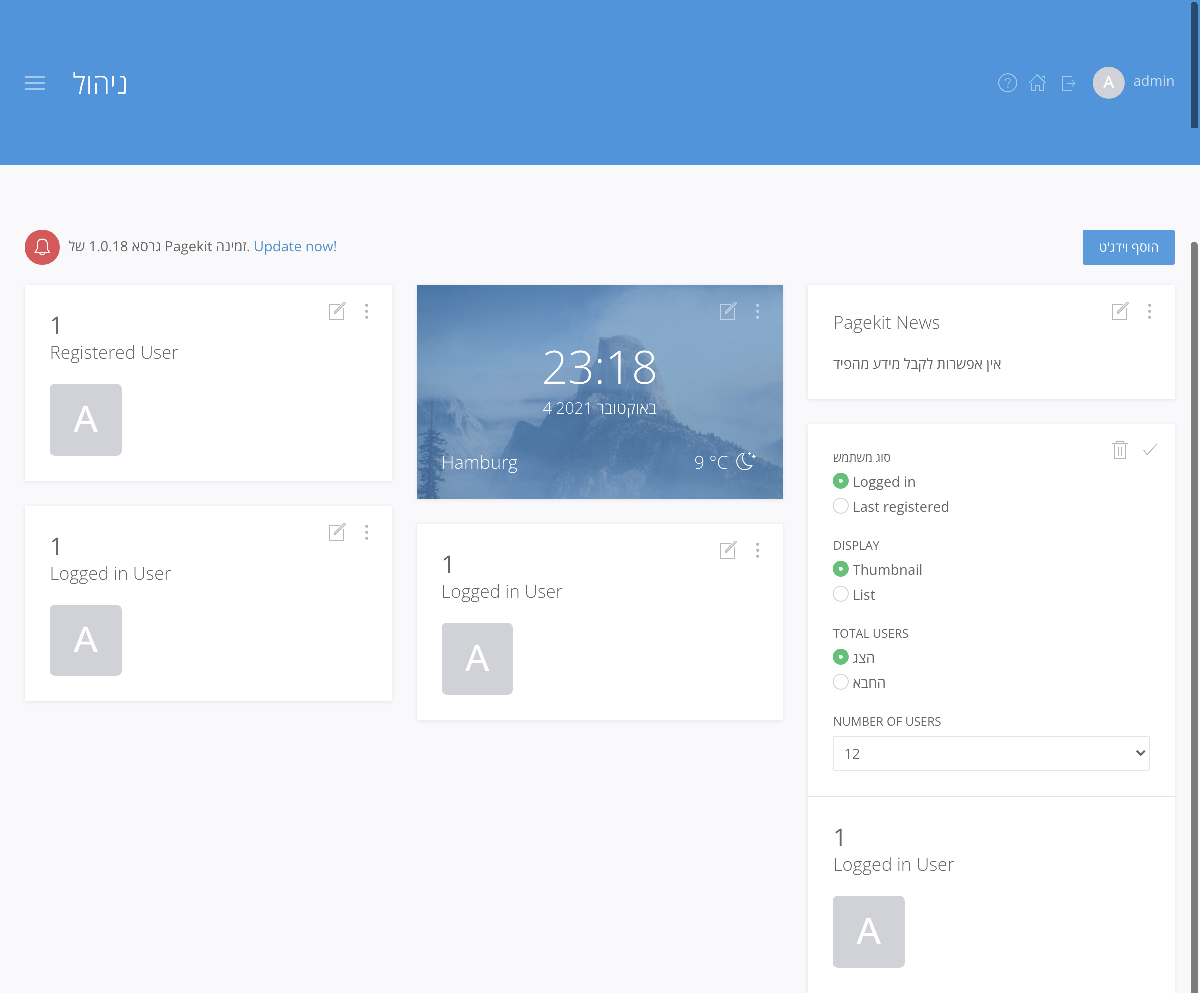 ניהול
A admin
גרסא 1.0.18 של Pagekit זמינה. Update now!
הוסף וידג'ט
1
Registered User
A
1
Logged in User
A
23:18
4 באוקטובר 2021
Hamburg
9 °C
1
Logged in User
A
Pagekit News
אין אפשרות לקבל מידע מהפיד
סוג משתמש
Logged in
Last registered
DISPLAY
Thumbnail
List
TOTAL USERS
הצג
החבא
NUMBER OF USERS
12
1
Logged in User
A